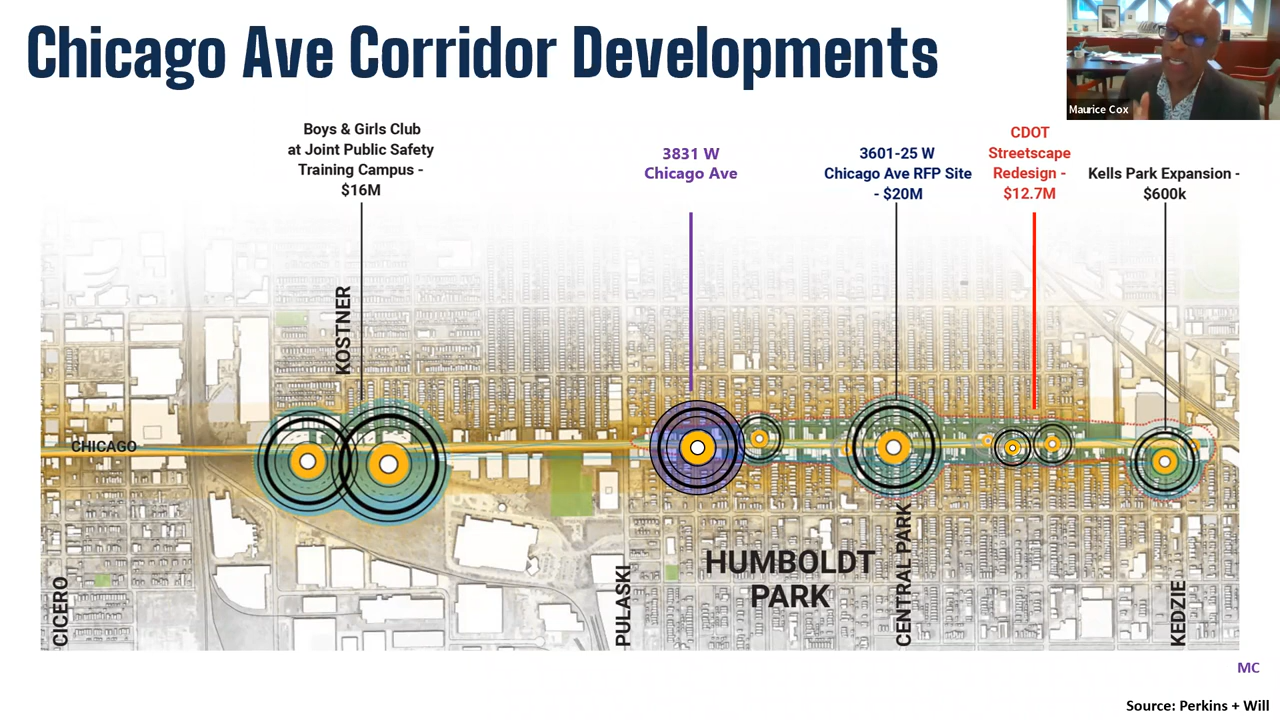 Chicago Ave Corridor Developments
Maurice Cox
Boys & Girls Club
at Joint Public Safety
Training Campus -
$16M
3831 W
Chicago Ave
3601-25 W
Chicago Ave RFP Site
- $20M
CDOT
Streetscape
Redesign -
$12.7M
Kells Park Expansion -
$600k
KOSTNER
CHICAGO
HUMBOLDT
PARK
CICERO
PULASKI
CENTRAL PARK
KEDZIE
MC
Source: Perkins + Will